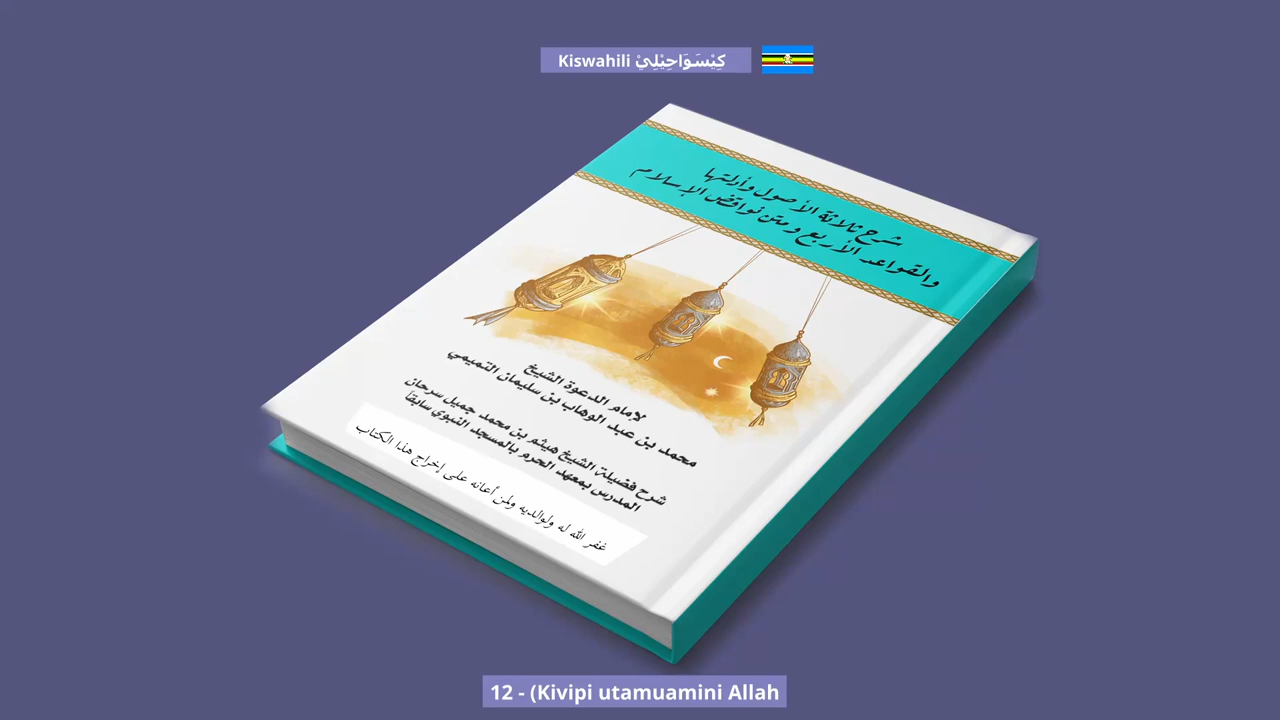 Kiswahili كِيْسَوَاحِيْلِيْ
شرح ثلاثة الأصول وأدلتها
والقواعد الأربع ومتن نواقض الإسلام
لإمام الدعوة الشيخ
محمد بن عبد الوهاب بن سليمان التميمي
شرح فضيلة الشيخ هيثم بن محمد جميل سرحان
المدرس بمعهد الحرم بالمسجد النبوي سابقاً
غفر الله له ولوالديه ولمن أعانه على إخراج هذا الكتاب
12 - (Kivipi utamuamini Allah